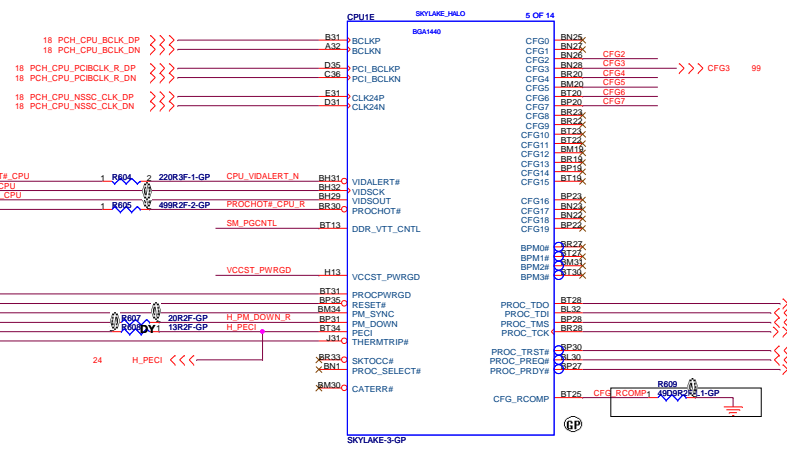 CPU1E SKYLAKE_HALO 5 OF 14
BGA1440
18 PCH_CPU_BCLK_DP B31 BCLKP
18 PCH_CPU_BCLK_DN A32 BCLKN
18 PCH_CPU_PCIBCLK_R_DP D35 PCI_BCLKP
18 PCH_CPU_PCIBCLK_R_DN C36 PCI_BCLKN
18 PCH_CPU_NSSC_CLK_DP E31 CLK24P
18 PCH_CPU_NSSC_CLK_DN D31 CLK24N
T#_CPU 1 R604 2 220R3F-1-GP CPU_VIDALERT_N BH31 VIDALERT#
CPU BH32 VIDSCK
_CPU BH29 VIDSOUT
1 R605 499R2F-2-GP PROCHOT#_CPU_R BR30 PROCHOT#
SM_PGCNTL BT13 DDR_VTT_CNTL
VCCST_PWRGD H13 VCCST_PWRGD
BT31 PROCPWRGD
BP35 RESET#
BM34 PM_SYNC
R607 20R2F-GP H_PM_DOWN_R BP31 PM_DOWN
R608 DY 1 13R2F-GP H_PECI BT34 PECI
J31 THERMTRIP#
24 H_PECI
BR33 SKTOCC#
BN1 PROC_SELECT#
BM30 CATERR#
CFG0 BN25
CFG1 BN27
CFG2 BN26 CFG2
CFG3 BN28 CFG3 CFG3 99
CFG4 BR20 CFG4
CFG5 BM20 CFG5
CFG6 BT20 CFG6
CFG7 BP20 CFG7
CFG8 BR23
CFG9 BR22
CFG10 BT23
CFG11 BT22
CFG12 BM19
CFG13 BR19
CFG14 BP19
CFG15 BT19
CFG16 BP23
CFG17 BN23
CFG18 BN22
CFG19 BP22
BPM0# BR27
BPM1# BT27
BPM2# BM31
BPM3# BT30
PROC_TDO BT28
PROC_TDI BL32
PROC_TMS BP28
PROC_TCK BR28
PROC_TRST# BP30
PROC_PREQ# BL30
PROC_PRDY# BP27
CFG_RCOMP BT25 CFG_RCOMP 1 R609
GP
SKYLAKE-3-GP